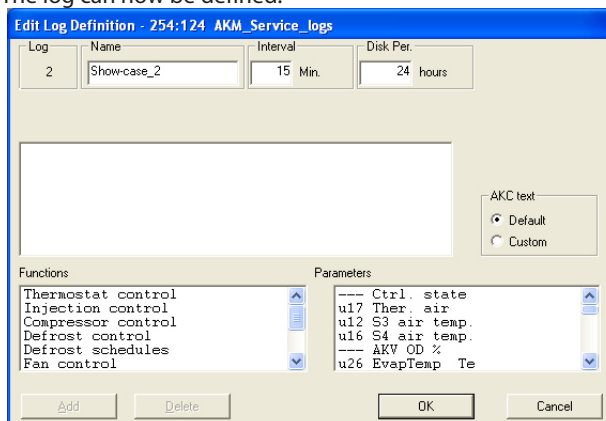 The log can now be defined.
Edit Log Definition - 254:124 AKM_Service_logs
Log Name Interval Disk Per.
2 Show-case_2 15 Min. 24 hours
AKC text
Default
Custom
Functions Parameters
Thermostat control
Injection control
Compressor control
Defrost control
Defrost schedules
Fan control
--- Ctrl. state
u17 Ther. air
u12 S3 air temp.
u16 S4 air temp.
--- AKV OD %
u26 EvapTemp Te
Add Delete OK Cancel